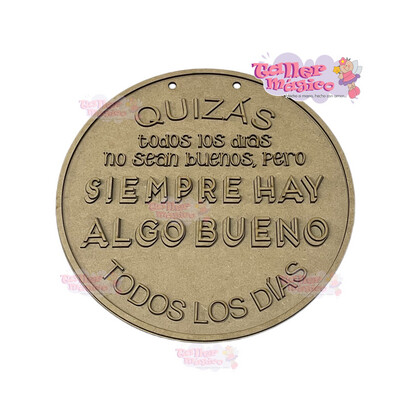 Taller
Mágico
QUIZÁS
todos los días
no sean buenos, pero
SIEMPRE HAY
ALGO BUENO
TODOS LOS DÍAS